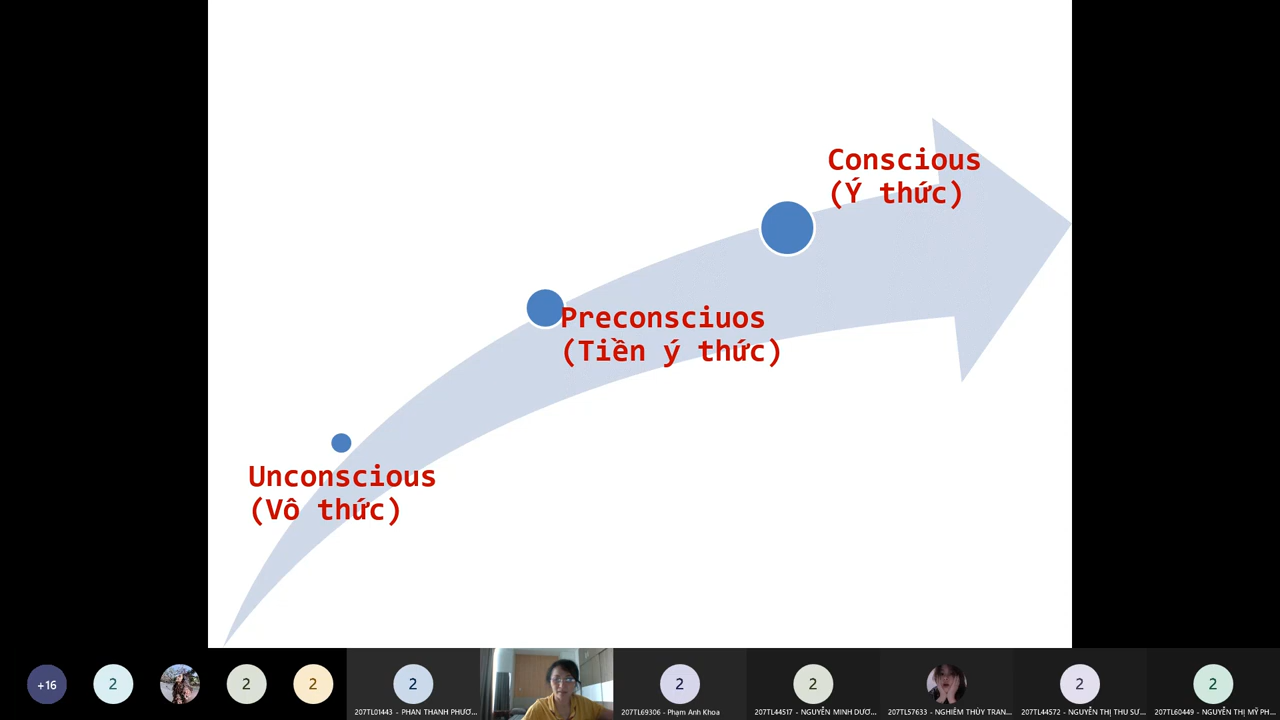 Conscious
(Ý thức)
Preconsciuos
(Tiền ý thức)
Unconscious
(Vô thức)
+16
2
2
2
2
2
2
2
2
207TL01443 - PHAN THANH PHƯƠ...
207TL69306 - Phạm Anh Khoa
207TL44517 - NGUYỄN MINH DƯƠ...
207TL57633 - NGHIÊM THÙY TRAN...
207TL44572 - NGUYỄN THỊ THU SƯ...
207TL60449 - NGUYỄN THỊ MỸ PH...